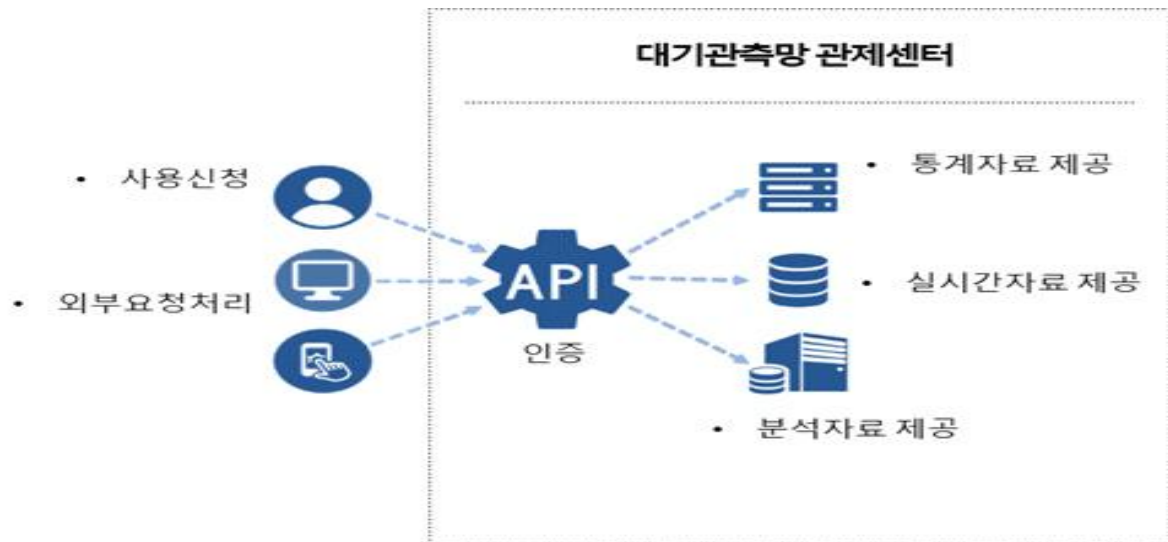 대기관측망 관제센터
• 사용신청
• 통계자료 제공
API
• 외부요청처리
• 실시간자료 제공
인증
• 분석자료 제공